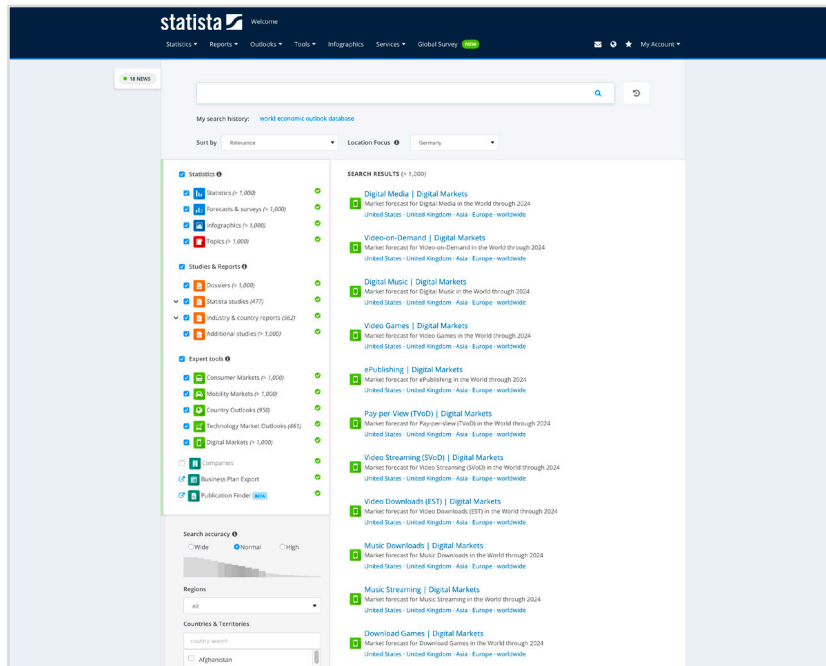 statista Welcome
Statistics Reports Outlooks Tools Infographics Services Global Survey NEW My Account
18 NEWS
My search history: world economic outlook database
Sort by Relevance Location Focus Germany
Statistics
Statistics (> 1,000)
Forecasts & surveys (> 1,000)
Infographics (> 1,000)
Topics (> 1,000)
Studies & Reports
Dossiers (> 1,000)
Statista studies (477)
Industry & country reports (562)
Additional studies (> 1,000)
Expert tools
Consumer Markets (> 1,000)
Mobility Markets (> 1,000)
Country Outlooks (958)
Technology Market Outlooks (461)
Digital Markets (> 1,000)
Companies
Business Plan Export
Publication Finder BETA
Search accuracy
Wide Normal High
Regions
All
Countries & Territories
country search
Afghanistan
SEARCH RESULTS (> 1,000)
Digital Media | Digital Markets
Market forecast for Digital Media in the World through 2024
United States - United Kingdom - Asia - Europe - worldwide
Video-on-Demand | Digital Markets
Market forecast for Video-on-Demand in the World through 2024
United States - United Kingdom - Asia - Europe - worldwide
Digital Music | Digital Markets
Market forecast for Digital Music in the World through 2024
United States - United Kingdom - Asia - Europe - worldwide
Video Games | Digital Markets
Market forecast for Video Games in the World through 2024
United States - United Kingdom - Asia - Europe - worldwide
ePublishing | Digital Markets
Market forecast for ePublishing in the World through 2024
United States - United Kingdom - Asia - Europe - worldwide
Pay-per-View (TVoD) | Digital Markets
Market forecast for Pay-per-View (TVoD) in the World through 2024
United States - United Kingdom - Asia - Europe - worldwide
Video Streaming (SVoD) | Digital Markets
Market forecast for Video Streaming (SVoD) in the World through 2024
United States - United Kingdom - Asia - Europe - worldwide
Video Downloads (EST) | Digital Markets
Market forecast for Video Downloads (EST) in the World through 2024
United States - United Kingdom - Asia - Europe - worldwide
Music Downloads | Digital Markets
Market forecast for Music Downloads in the World through 2024
United States - United Kingdom - Asia - Europe - worldwide
Music Streaming | Digital Markets
Market forecast for Music Streaming in the World through 2024
United States - United Kingdom - Asia - Europe - worldwide
Download Games | Digital Markets
Market forecast for Download Games in the World through 2024
United States - United Kingdom - Asia - Europe - worldwide